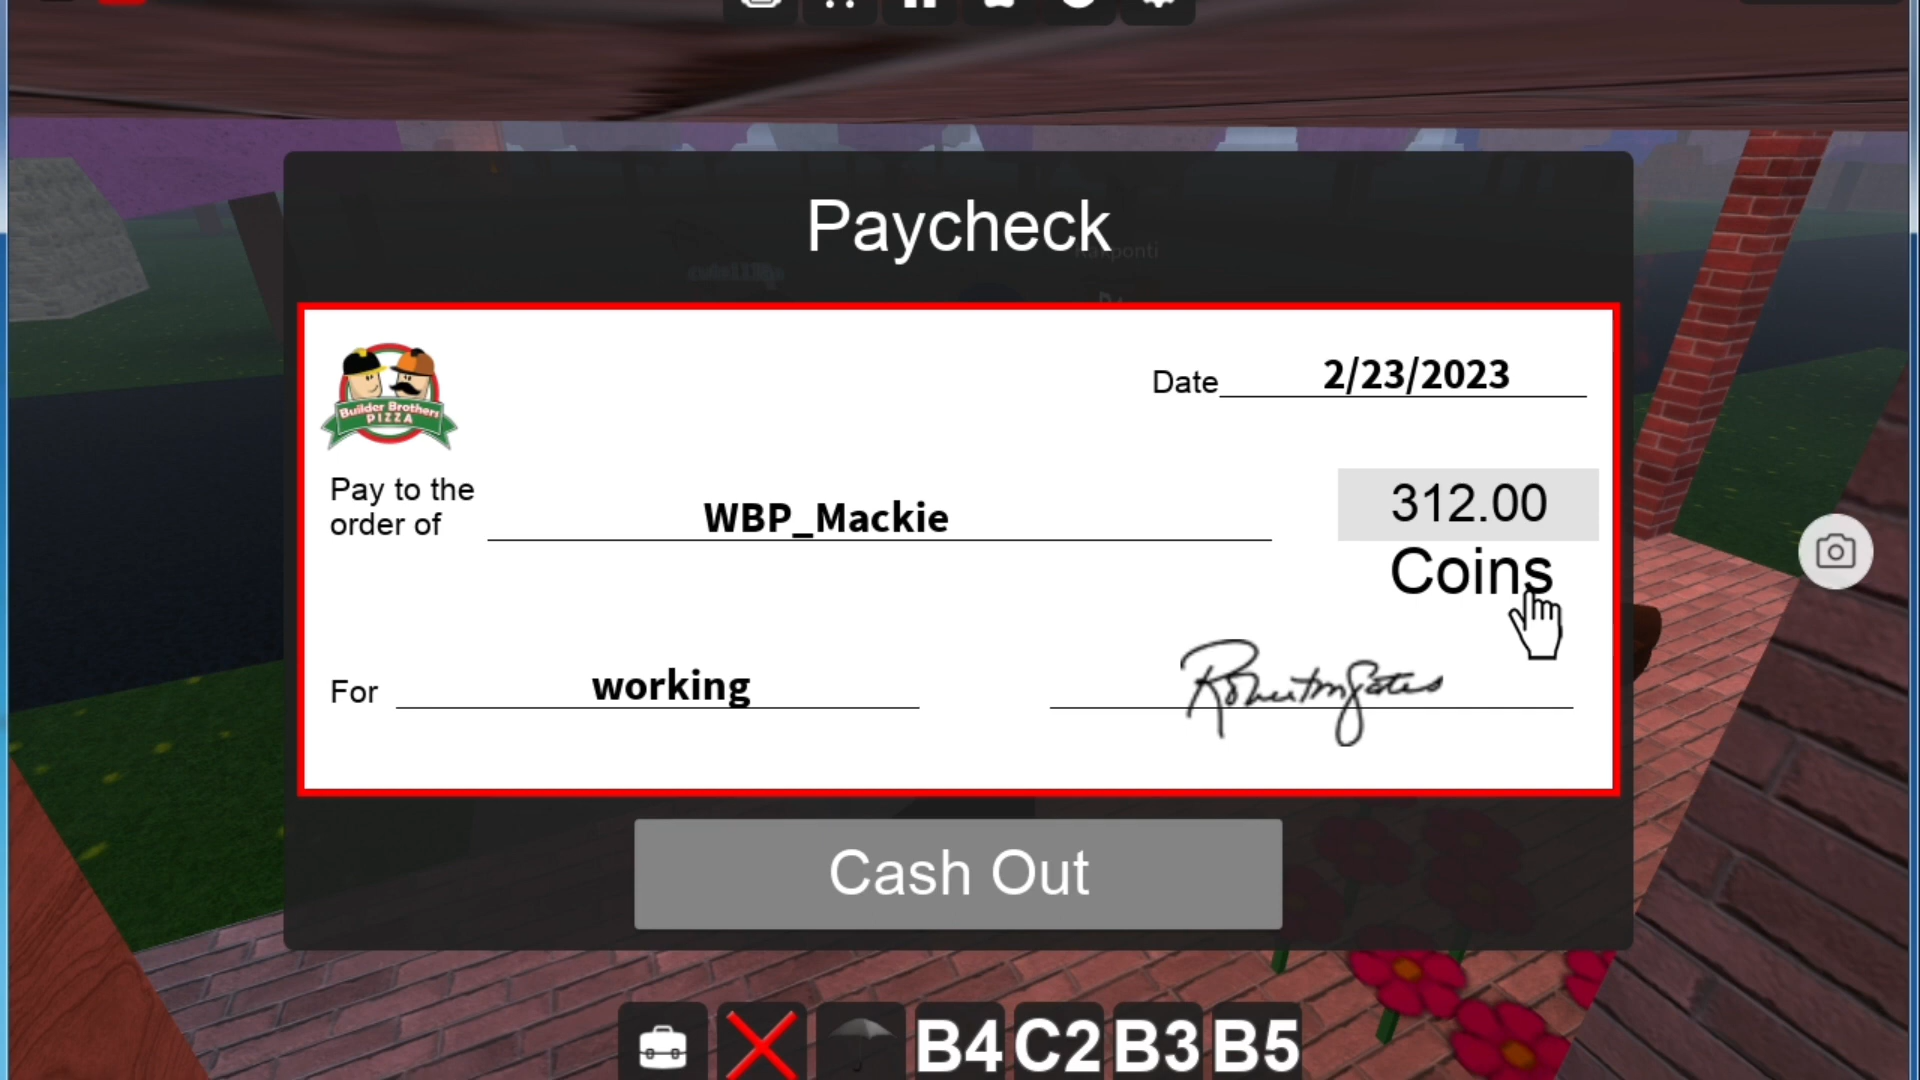 Paycheck
Builder Brothers
PIZZA
Date 2/23/2023
Pay to the
order of
WBP_Mackie
312.00
Coins
For working
Cash Out
B4 C2 B3 B5